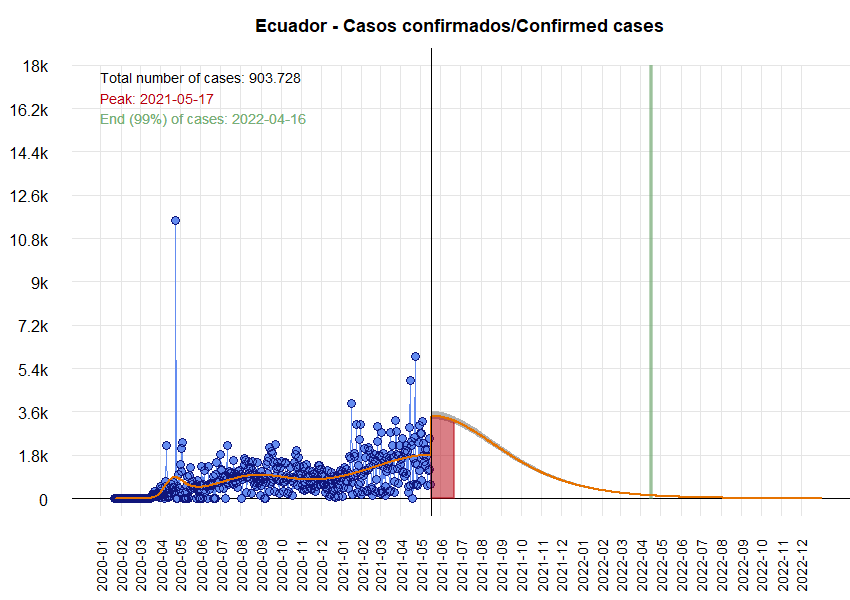 Ecuador - Casos confirmados/Confirmed cases
18k
Total number of cases: 903.728
Peak: 2021-05-17
16.2k
End (99%) of cases: 2022-04-16
14.4k
12.6k
10.8k
9k
7.2k
5.4k
3.6k
1.8k
0
2020-01
2020-02
2020-03
2020-04
2020-05
2020-06
2020-07
2020-08
2020-09
2020-10
2020-11
2020-12
2021-01
2021-02
2021-03
2021-04
2021-05
2021-06
2021-07
2021-08
2021-09
2021-10
2021-11
2021-12
2022-01
2022-02
2022-03
2022-04
2022-05
2022-06
2022-07
2022-08
2022-09
2022-10
2022-11
2022-12